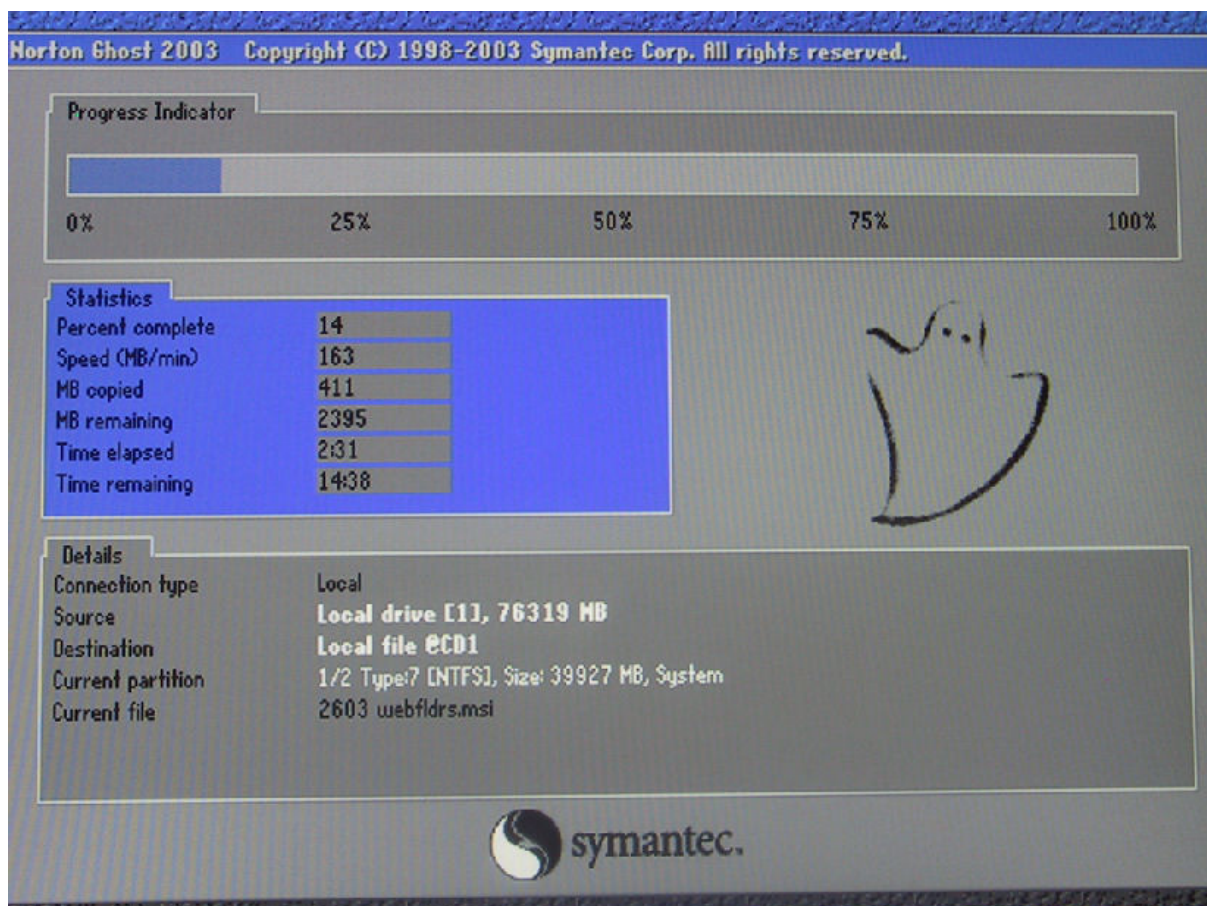 Norton Ghost 2003 Copyright (C) 1998-2003 Symantec Corp. All rights reserved.
Progress Indicator
0% 25% 50% 75% 100%
Statistics
Percent complete 14
Speed (MB/min) 163
MB copied 411
MB remaining 2395
Time elapsed 2:31
Time remaining 14:38
Details
Connection type Local
Source Local drive [1], 76319 MB
Destination Local file @CD1
Current partition 1/2 Type:7 [NTFS], Size: 39927 MB, System
Current file 2603 webfldrs.msi
symantec.